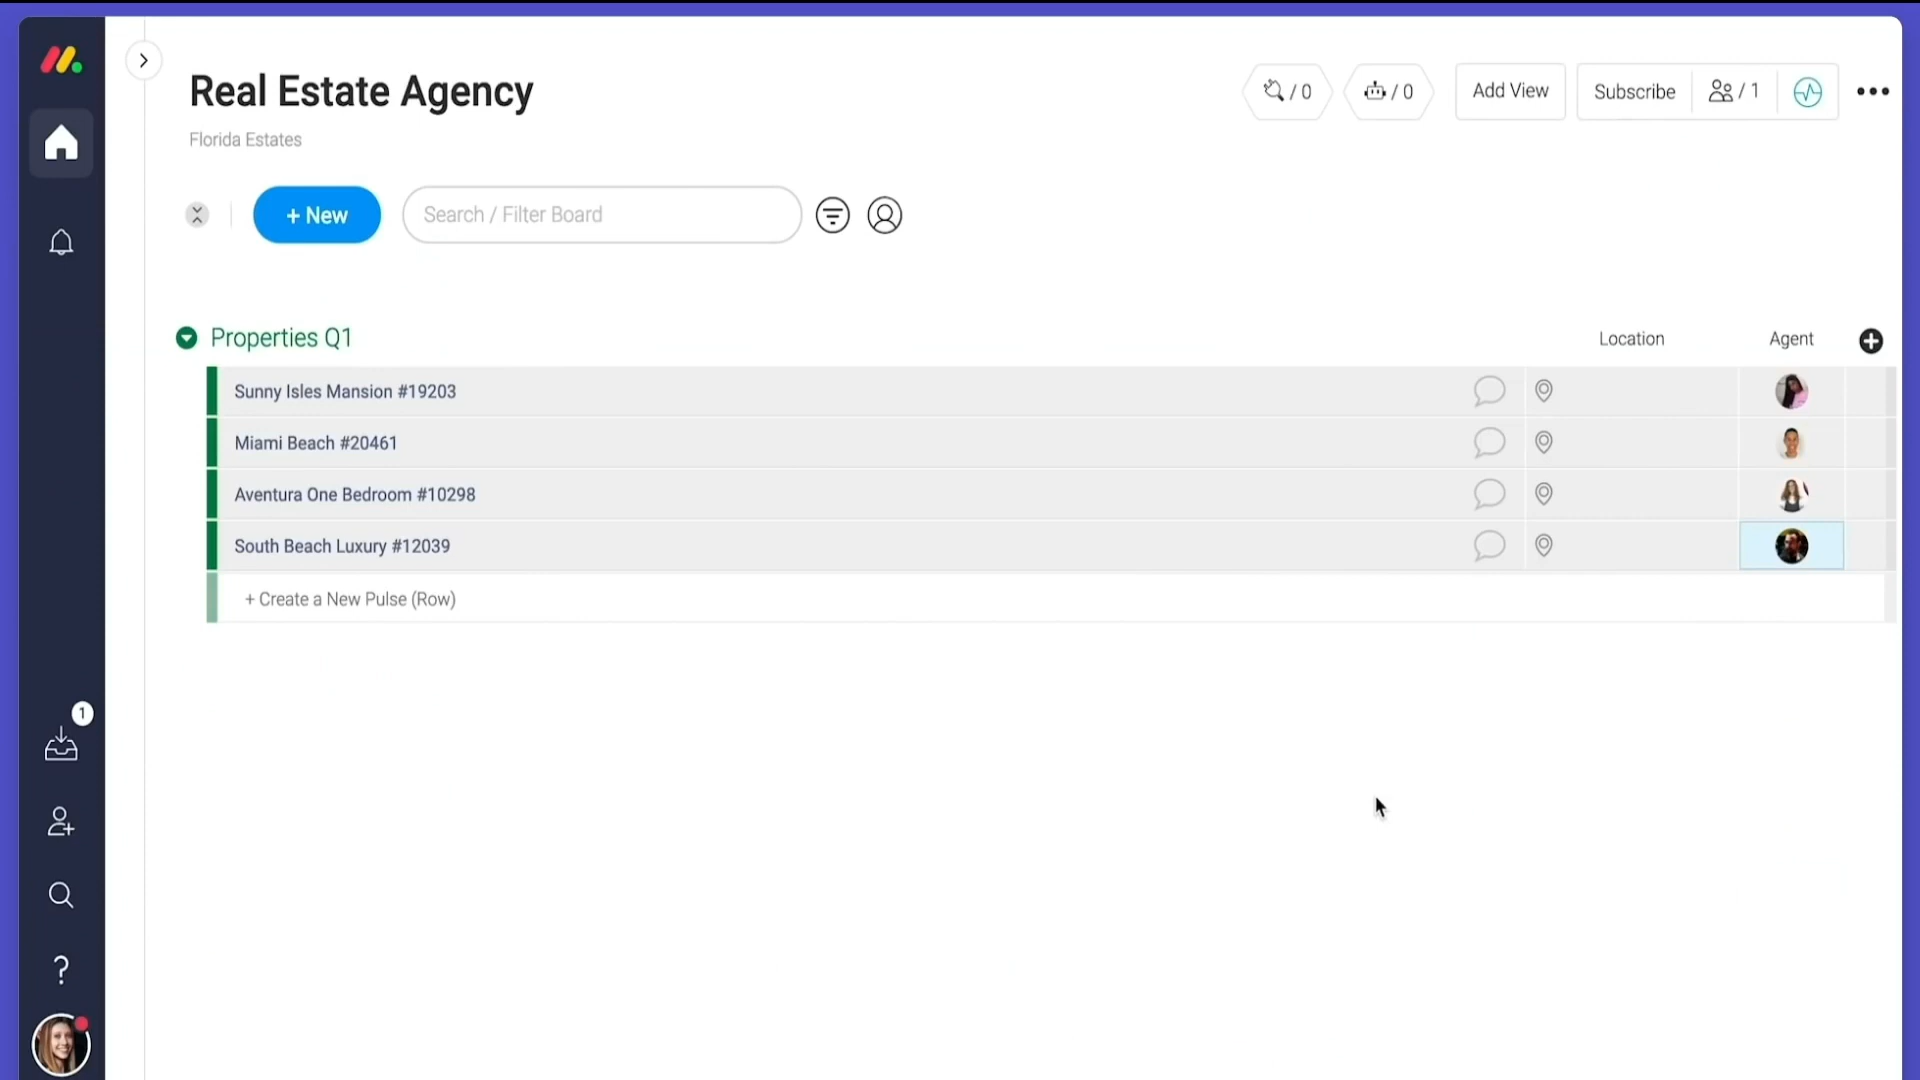 Real Estate Agency
Florida Estates
/ 0
/ 0
Add View
Subscribe
/ 1
+ New
Search / Filter Board
Properties Q1
Location
Agent
Sunny Isles Mansion #19203
Miami Beach #20461
Aventura One Bedroom #10298
South Beach Luxury #12039
+ Create a New Pulse (Row)
1
?